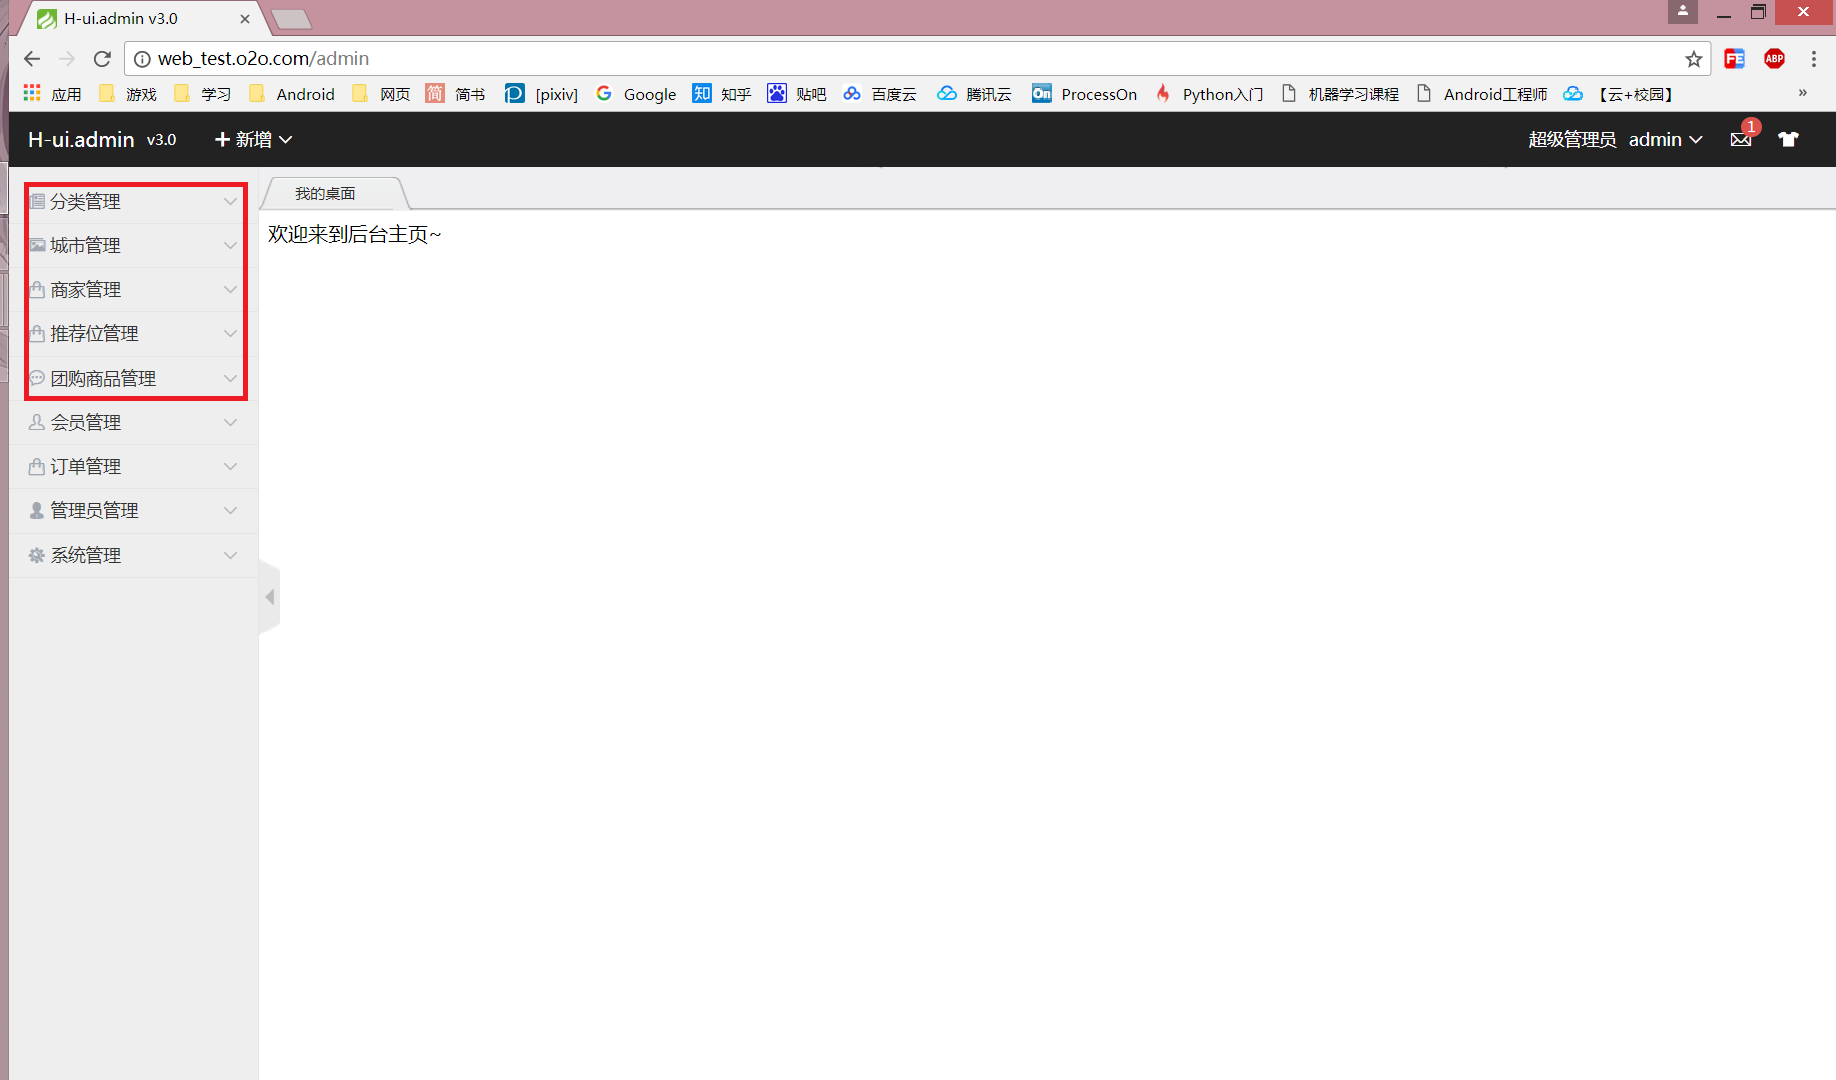 H-ui.admin v3.0
web_test.o2o.com/admin
FE ABP
应用 游戏 学习 Android 网页 简 简书 [pixiv] Google 知 知乎 贴吧 百度云 腾讯云 On ProcessOn Python入门 机器学习课程 Android工程师 【云+校园】 »
H-ui.admin v3.0 新增 超级管理员 admin 1
分类管理
城市管理
商家管理
推荐位管理
团购商品管理
会员管理
订单管理
管理员管理
系统管理
我的桌面
欢迎来到后台主页~